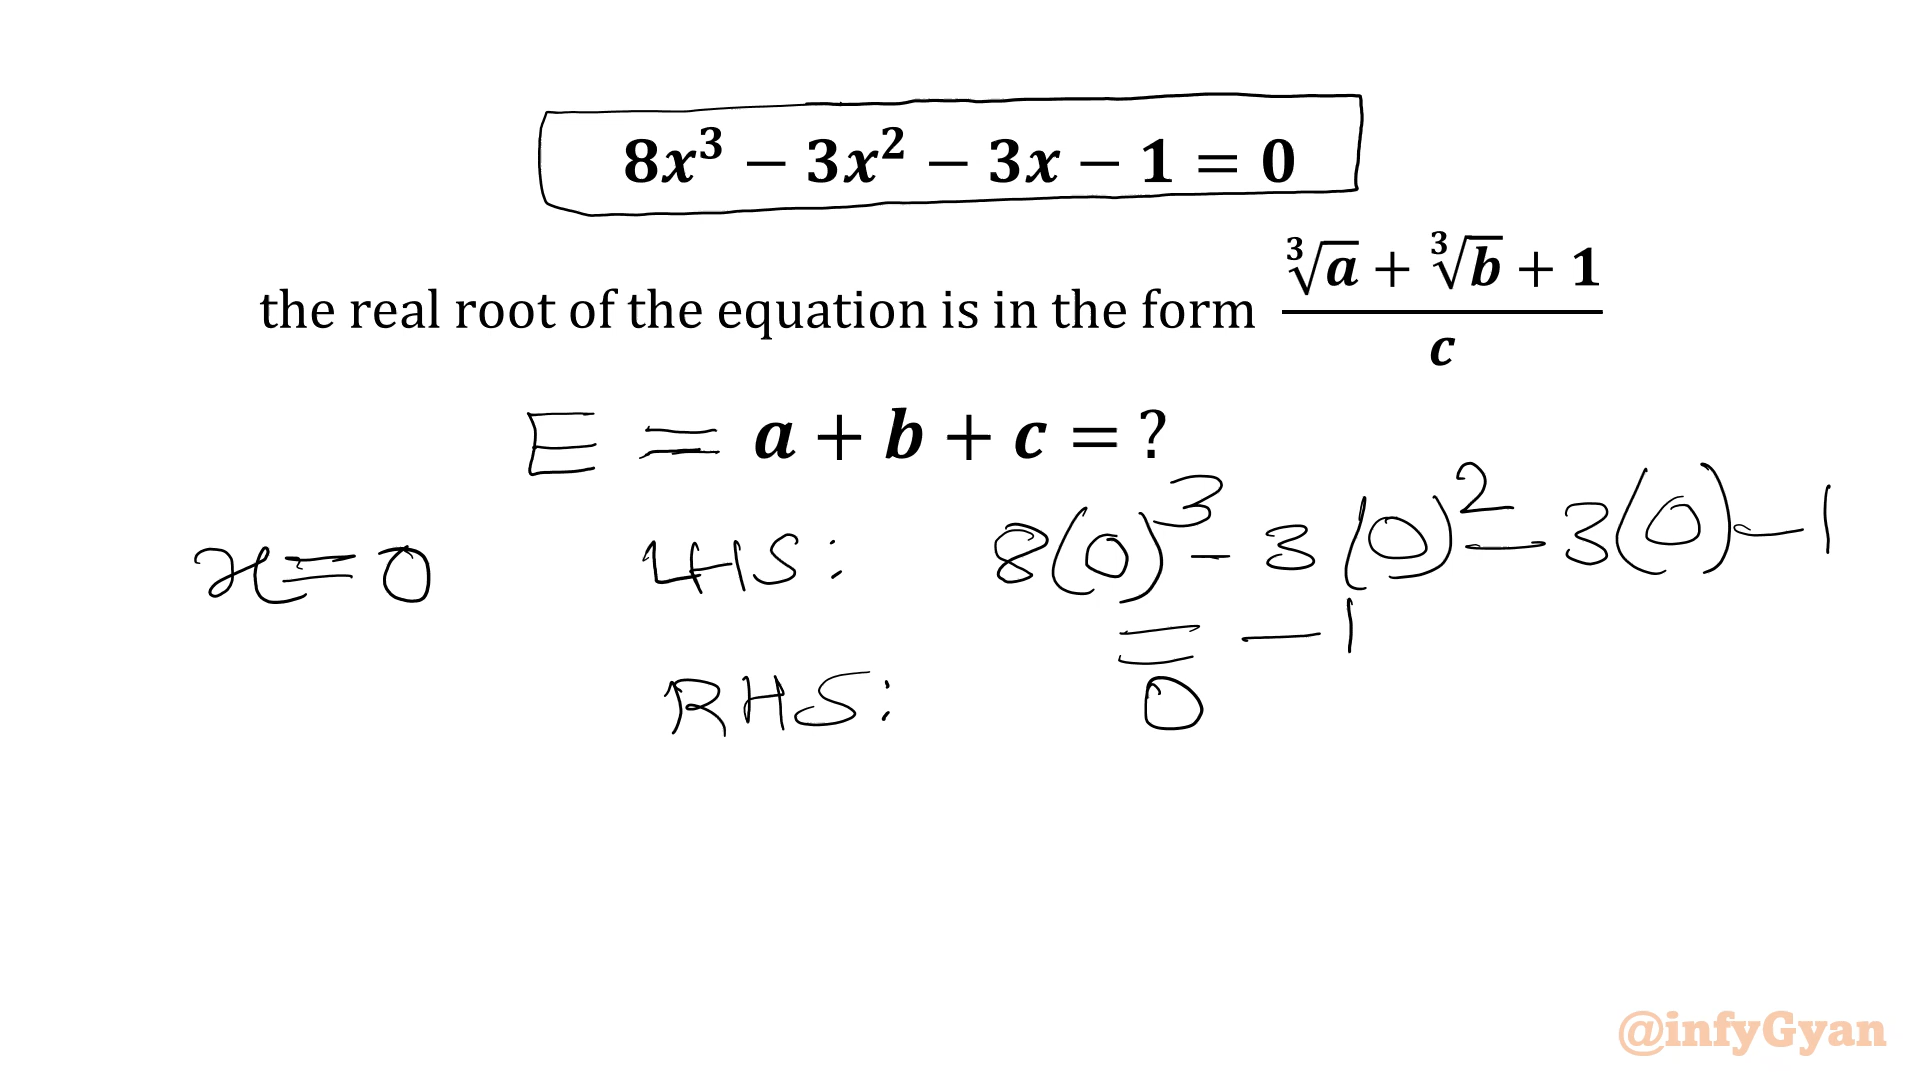 8x³ − 3x² − 3x − 1 = 0
the real root of the equation is in the form (∛a + ∛b + 1)/c
E = a + b + c = ?
x = 0 LHS: 8(0)³ - 3(0)² - 3(0) - 1
= -1
RHS: 0
@infyGyan